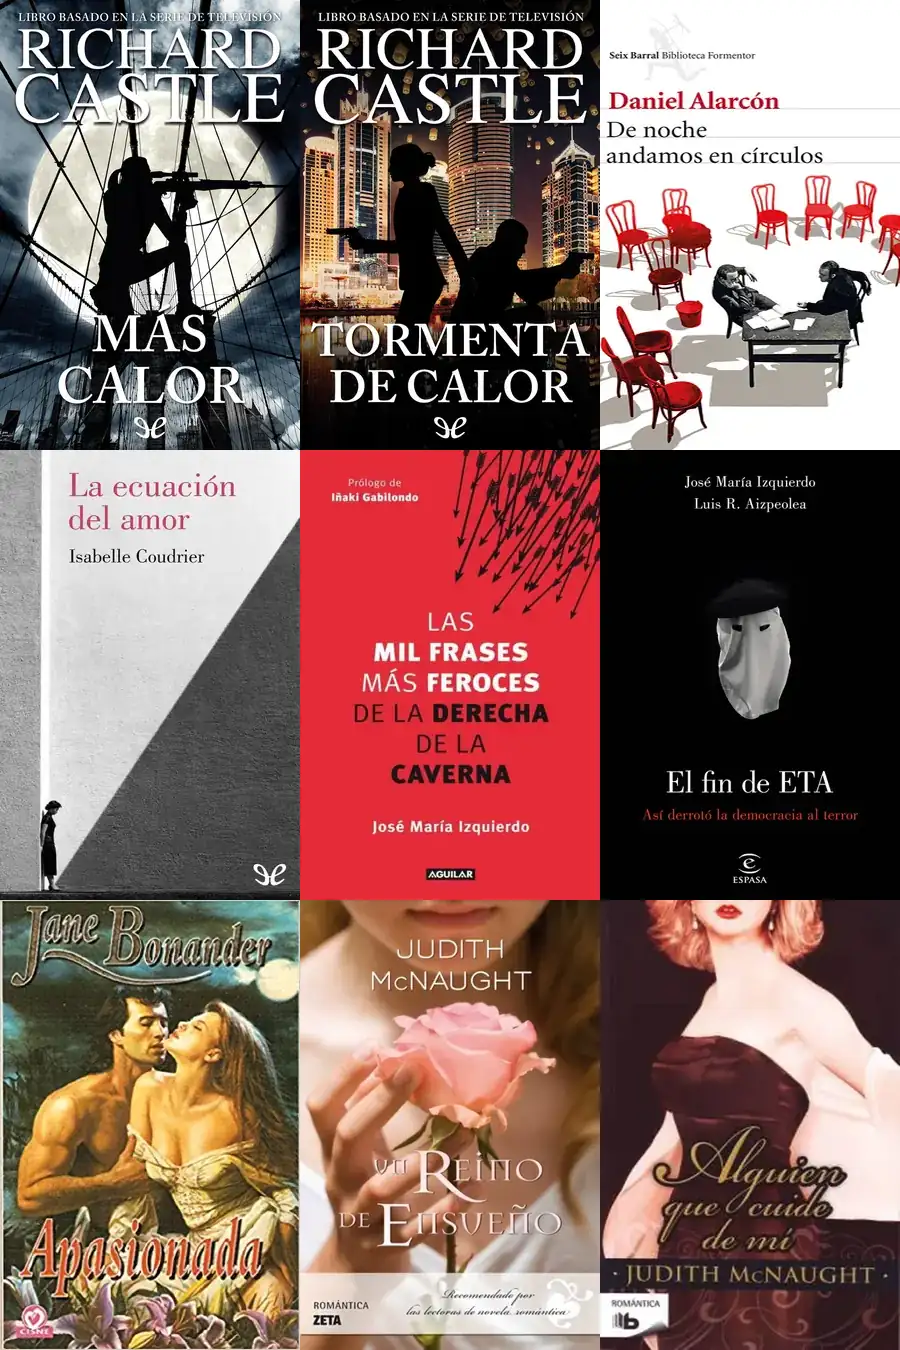 LIBRO BASADO EN LA SERIE DE TELEVISIÓN
RICHARD
CASTLE
MAS
CALOR
LIBRO BASADO EN LA SERIE DE TELEVISIÓN
RICHARD
CASTLE
TORMENTA
DE CALOR
Seix Barral Biblioteca Formentor
Daniel Alarcón
De noche
andamos en círculos
La ecuación
del amor
Isabelle Coudrier
Prólogo de
Iñaki Gabilondo
LAS
MIL FRASES
MÁS FEROCES
DE LA DERECHA
DE LA
CAVERNA
José María Izquierdo
AGUILAR
José María Izquierdo
Luis R. Aizpeolea
El fin de ETA
Así derrotó la democracia al terror
e
ESPASA
Jane Bonander
Apasionada
CISNE
JUDITH
McNAUGHT
UN REINO
DE ENSUEÑO
Recomendado por
las lectoras de novela romántica
ROMÁNTICA
ZETA
Alguien
que cuide
de mí
· JUDITH McNAUGHT ·
ROMÁNTICA
b